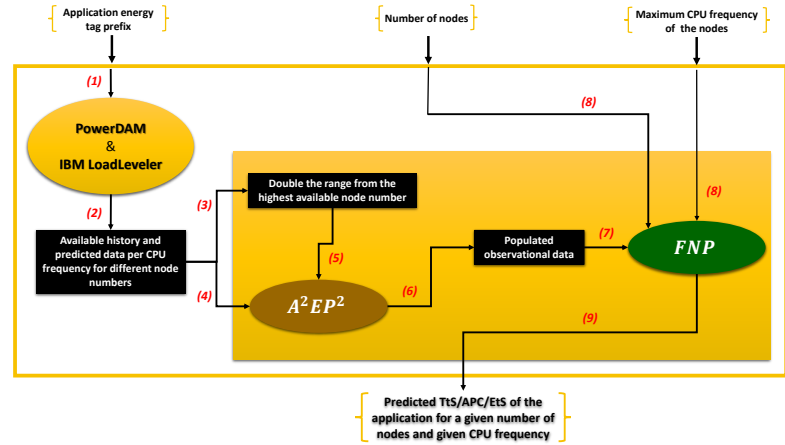 Application energy
tag prefix
Number of nodes
Maximum CPU frequency
of the nodes
(1)
(8)
PowerDAM
&
IBM LoadLeveler
(2)
(3)
Double the range from the
highest available node number
(8)
Available history and
predicted data per CPU
frequency for different node
numbers
(4)
(5)
A²EP²
(6)
Populated
observational data
(7)
FNP
(9)
Predicted TtS/APC/EtS of the
application for a given number of
nodes and given CPU frequency